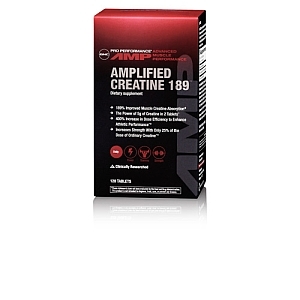 GNC
PRO PERFORMANCE® ADVANCED
MUSCLE
PERFORMANCE
AMP
AMPLIFIED
CREATINE 189
Dietary supplement
• 189% Improved Muscle Creatine Absorption*
• The Power of 5g of Creatine in 2 Tablets*
• 400% Increase in Dose Efficiency to Enhance
Athletic Performance*
• Increases Strength With Only 20% of the
Dose of Ordinary Creatine*
Clinically Researched
120 TABLETS
AMP